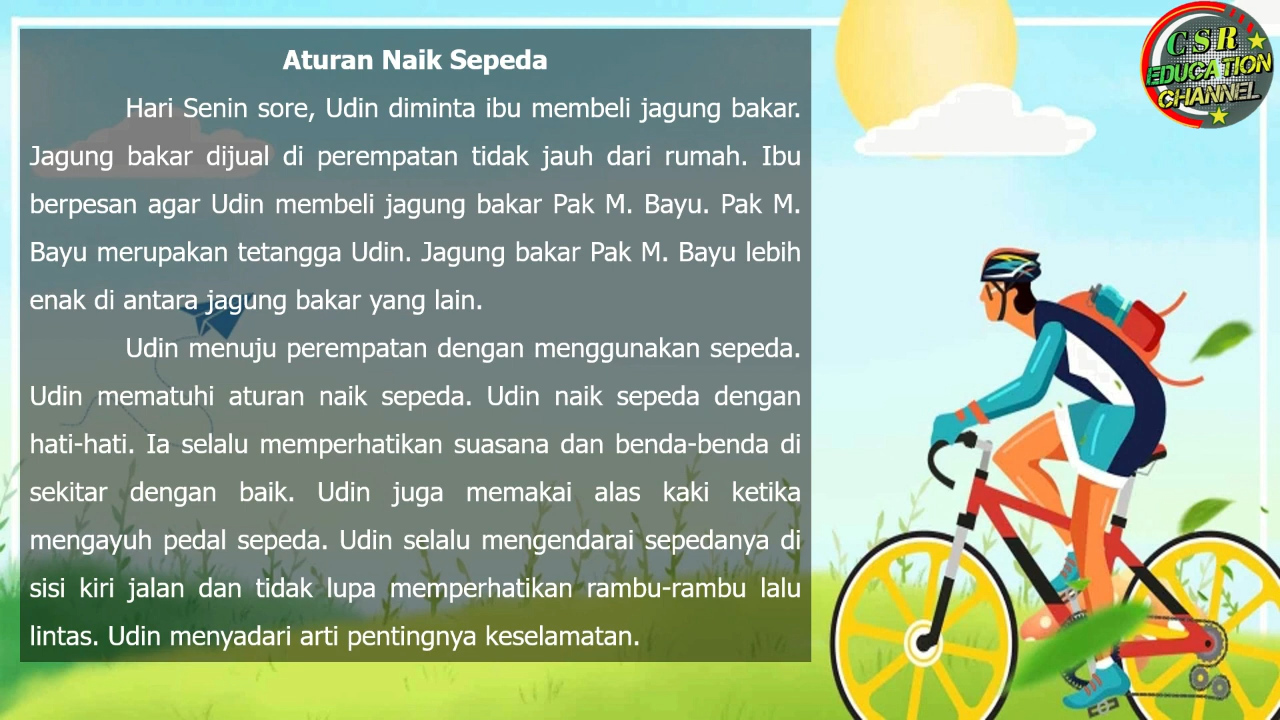 Aturan Naik Sepeda
Hari Senin sore, Udin diminta ibu membeli jagung bakar.
Jagung bakar dijual di perempatan tidak jauh dari rumah. Ibu
berpesan agar Udin membeli jagung bakar Pak M. Bayu. Pak M.
Bayu merupakan tetangga Udin. Jagung bakar Pak M. Bayu lebih
enak di antara jagung bakar yang lain.
Udin menuju perempatan dengan menggunakan sepeda.
Udin mematuhi aturan naik sepeda. Udin naik sepeda dengan
hati-hati. Ia selalu memperhatikan suasana dan benda-benda di
sekitar dengan baik. Udin juga memakai alas kaki ketika
mengayuh pedal sepeda. Udin selalu mengendarai sepedanya di
sisi kiri jalan dan tidak lupa memperhatikan rambu-rambu lalu
lintas. Udin menyadari arti pentingnya keselamatan.
CSR
EDUCATION
CHANNEL